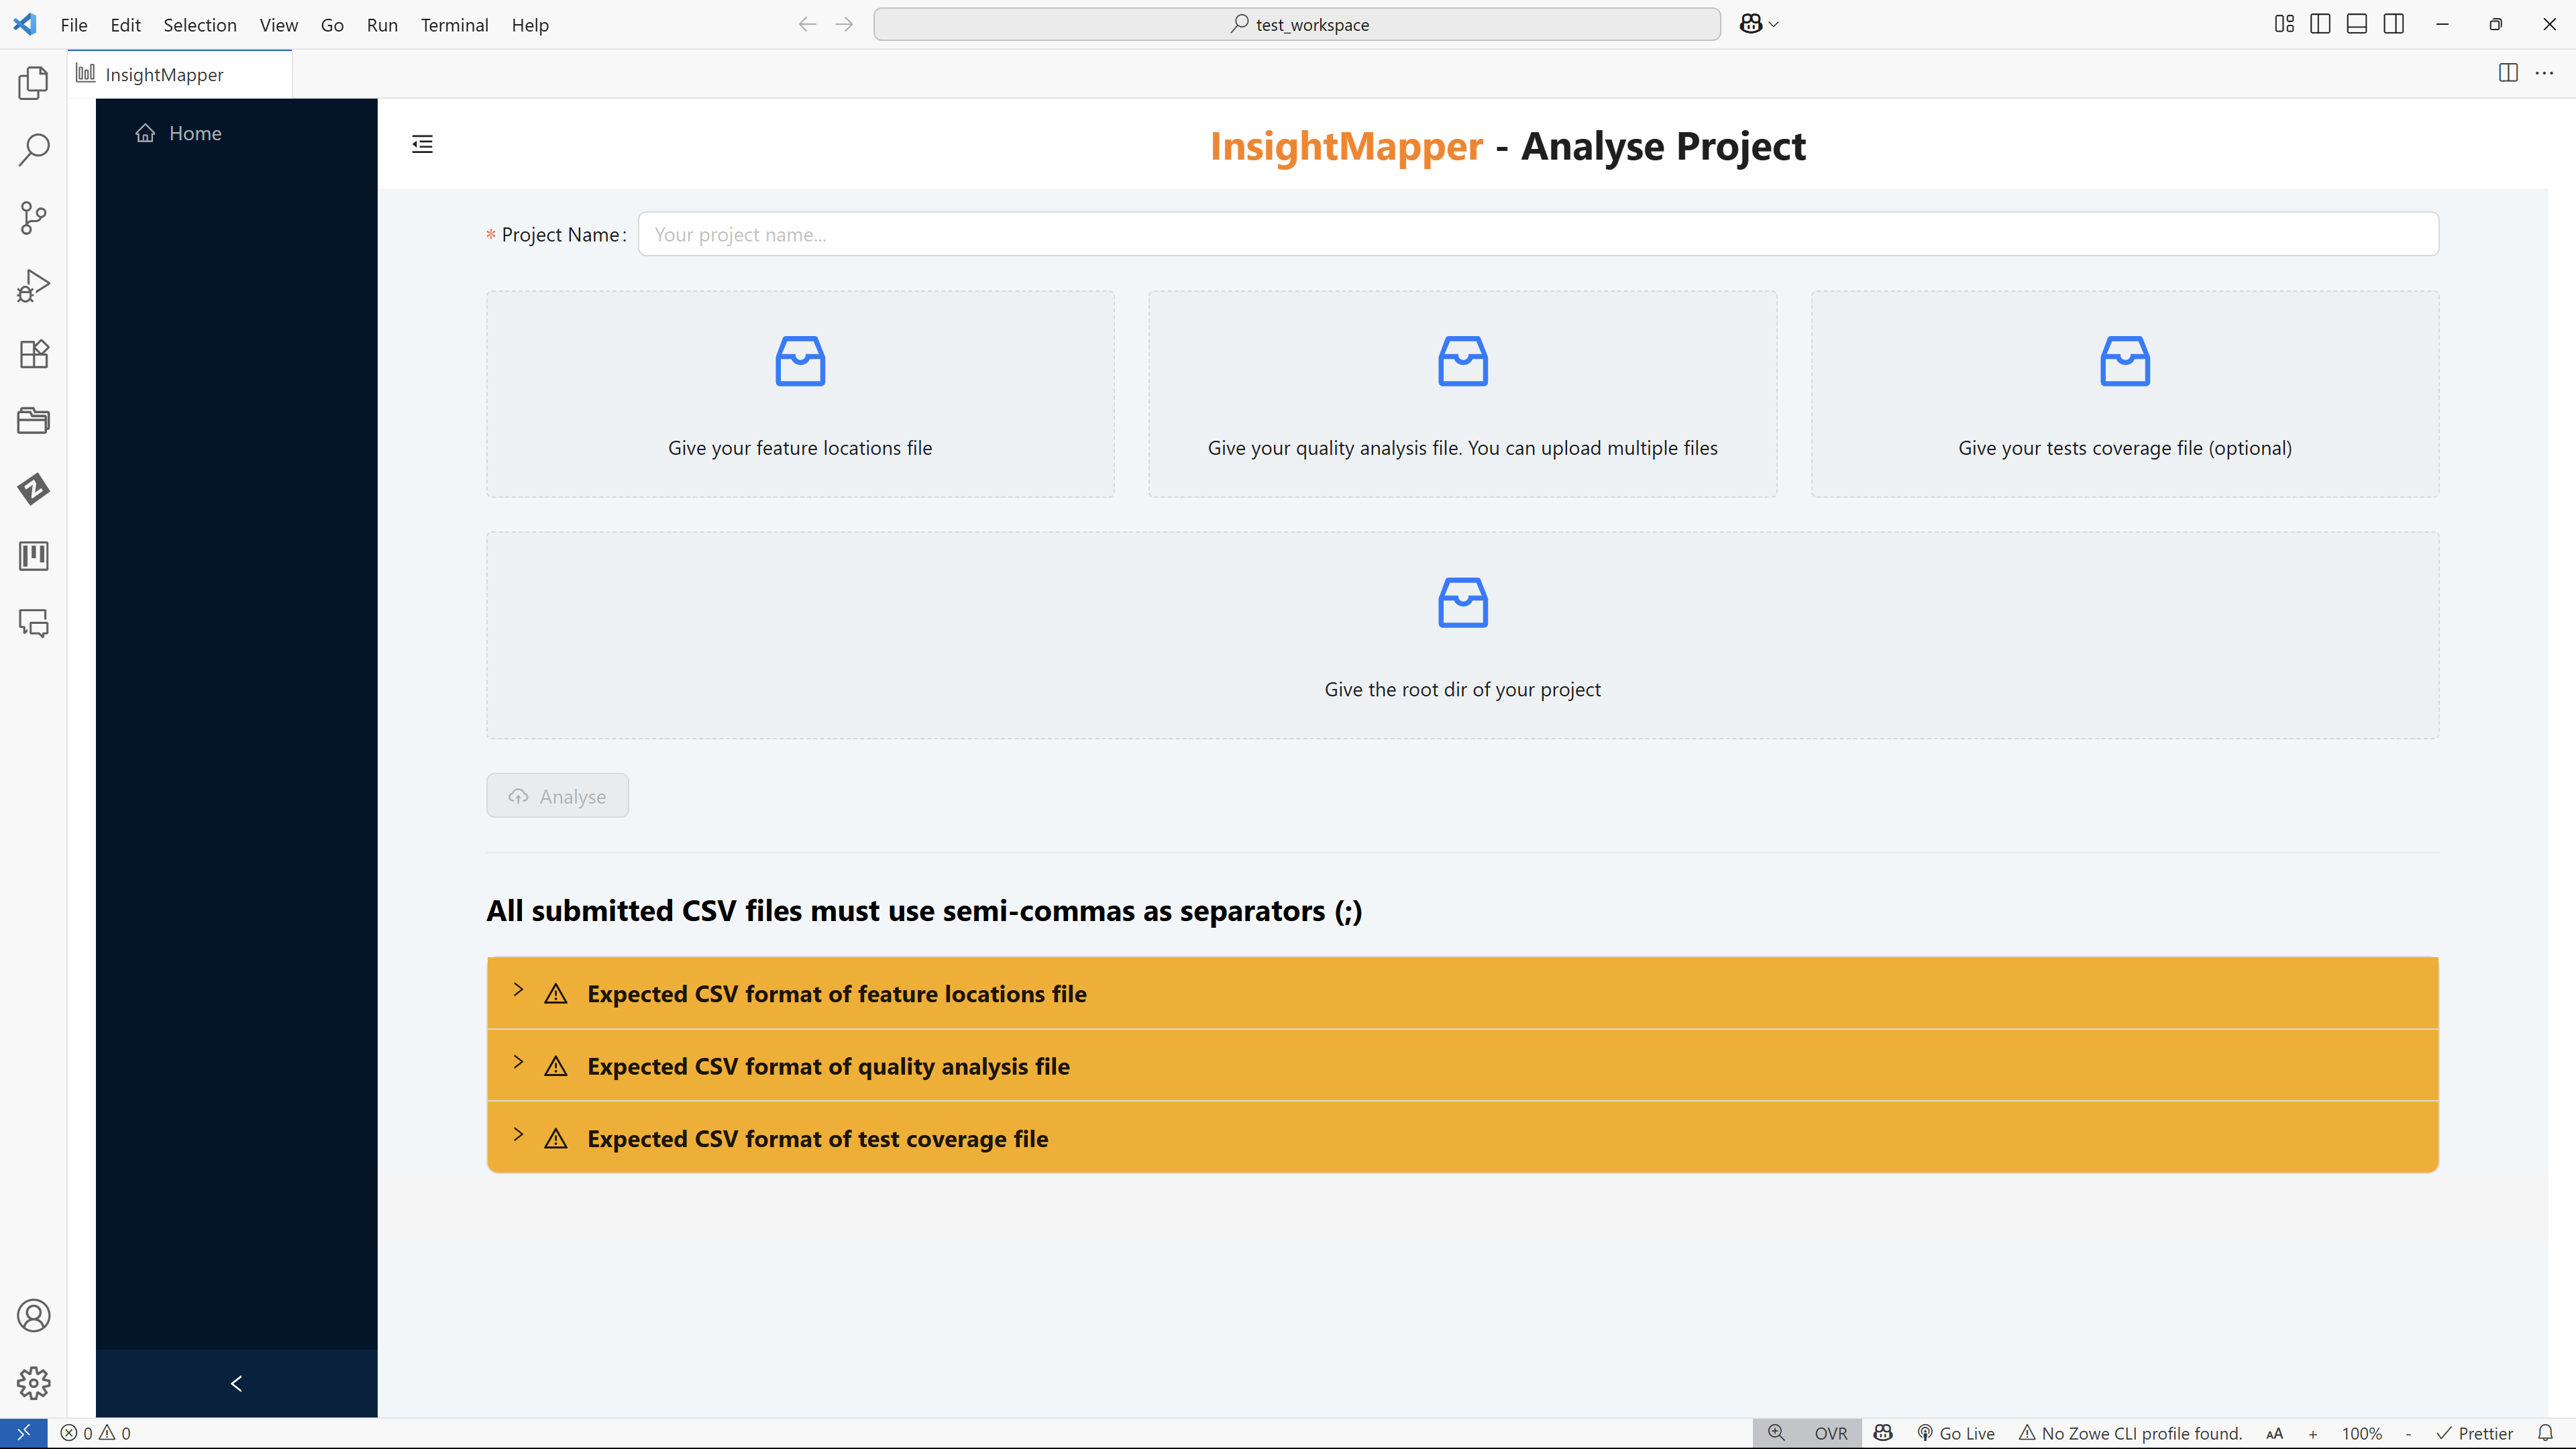 File Edit Selection View Go Run Terminal Help
test_workspace
InsightMapper
Home
InsightMapper - Analyse Project
* Project Name:
Your project name...
Give your feature locations file
Give your quality analysis file. You can upload multiple files
Give your tests coverage file (optional)
Give the root dir of your project
Analyse
All submitted CSV files must use semi-commas as separators (;)
Expected CSV format of feature locations file
Expected CSV format of quality analysis file
Expected CSV format of test coverage file
0 0 OVR Go Live No Zowe CLI profile found. AA + 100% - Prettier